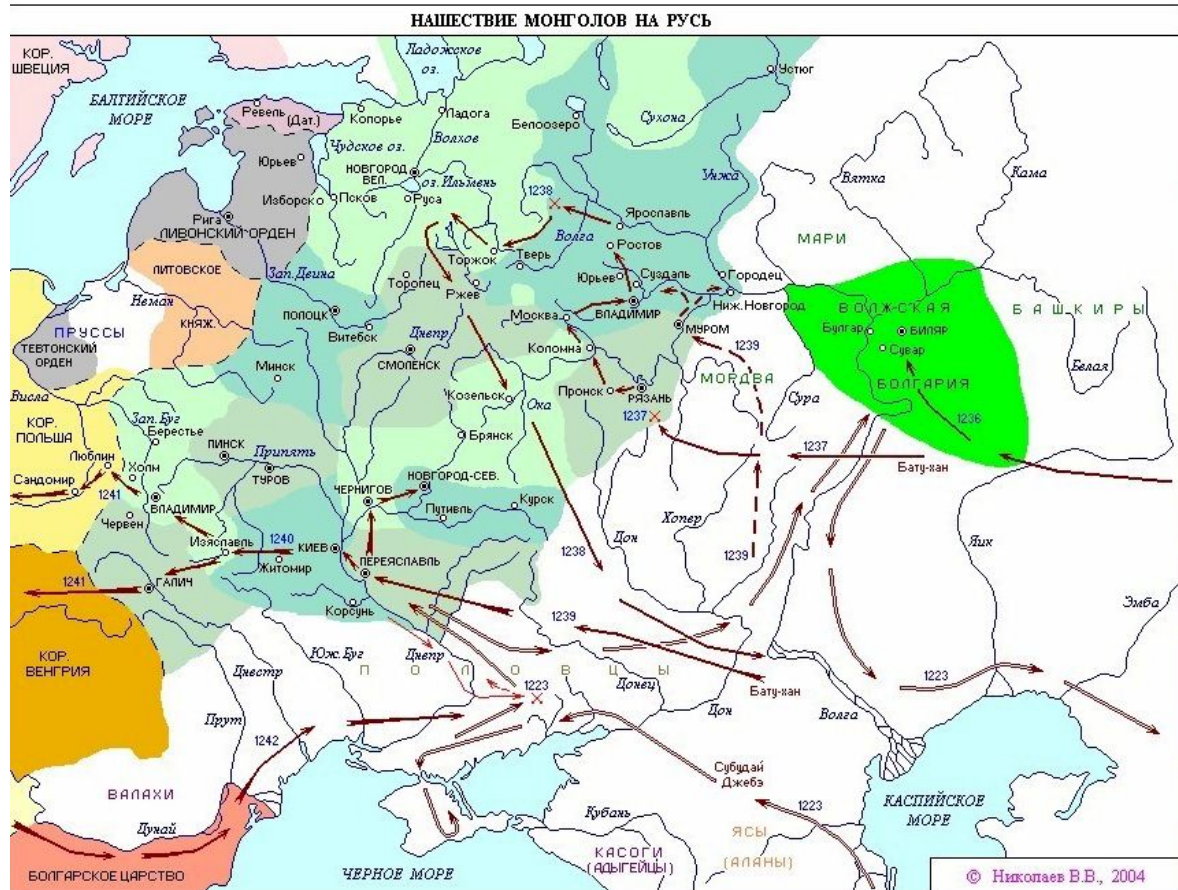 НАШЕСТВИЕ МОНГОЛОВ НА РУСЬ
КОР.
ШВЕЦИЯ
Ладожское
оз.
Устюг
БАЛТИЙСКОЕ
МОРЕ
Ревель
(Дат.)
Копорье
Ладога
Белоозеро
Сухона
Чудское оз.
Волхов
Юрьев
НОВГОРОД
ВЕЛ.
оз. Ильмень
Изборск
Псков
Руса
1238
Унжа
Вятка
Кама
Рига
ЛИВОНСКИЙ ОРДЕН
Ярославль
Волга
Ростов
МАРИ
Торжок
Тверь
ЛИТОВСКОЕ
Зап. Двина
Торопец
Юрьев
Суздаль
Городец
Неман
Ржев
Москва
ВЛАДИМИР
Ниж. Новгород
ВОЛЖСКАЯ
БАШКИРЫ
ПРУССЫ
КНЯЖ.
ПОЛОЦК
Витебск
Днепр
МУРОМ
Булгар
БИЛЯР
ТЕВТОНСКИЙ
ОРДЕН
СМОЛЕНСК
Коломна
1239
Сувар
Минск
МОРДВА
Белая
Висла
Козельск
Пронск
РЯЗАНЬ
БОЛГАРИЯ
Ока
1237
Сура
1236
КОР.
ПОЛЬША
Зап. Буг
Берестье
ПИНСК
Брянск
Люблин
Холм
Припять
1237
Сандомир
ТУРОВ
НОВГОРОД-СЕВ.
Бату-хан
1241
ВЛАДИМИР
ЧЕРНИГОВ
Курск
Червен
Путивль
Хопер
Дон
Изяславль
1240
КИЕВ
1238
1239
Яик
Житомир
ПЕРЕЯСЛАВЛЬ
1241
ГАЛИЧ
Корсунь
Эмба
1239
КОР.
ВЕНГРИЯ
Днестр
Юж. Буг
Днепр
ПОЛОВЦЫ
1223
Донец
Бату-хан
1223
Прут
Дон
Волга
1242
Субудай
Джебэ
ВАЛАХИ
1223
КАСПИЙСКОЕ
МОРЕ
Дунай
Кубань
ЯСЫ
(АЛАНЫ)
КАСОГИ
(АДЫГЕЙЦЫ)
БОЛГАРСКОЕ ЦАРСТВО
ЧЕРНОЕ МОРЕ
© Николаев В.В., 2004